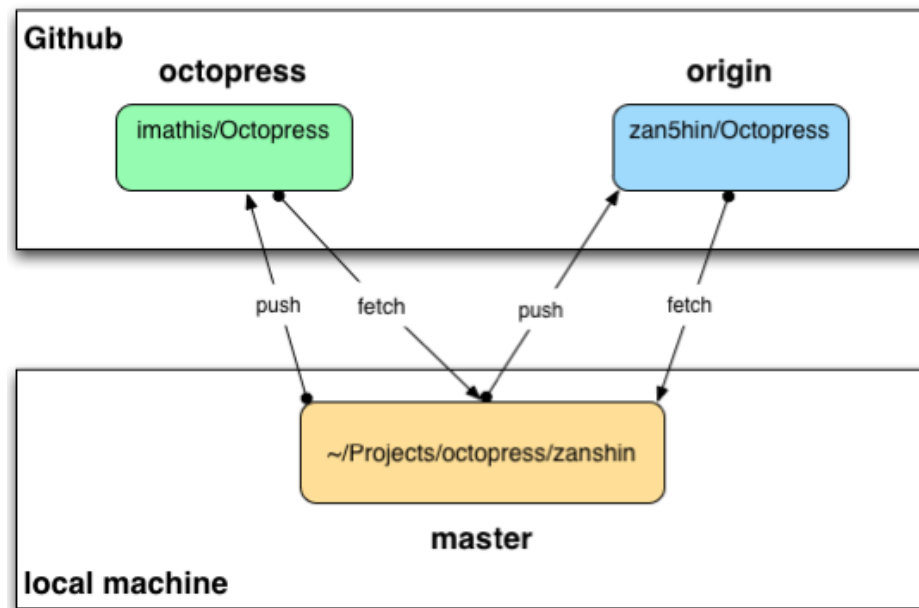 Github
octopress
origin
imathis/Octopress
zan5hin/Octopress
push
fetch
push
fetch
~/Projects/octopress/zanshin
master
local machine